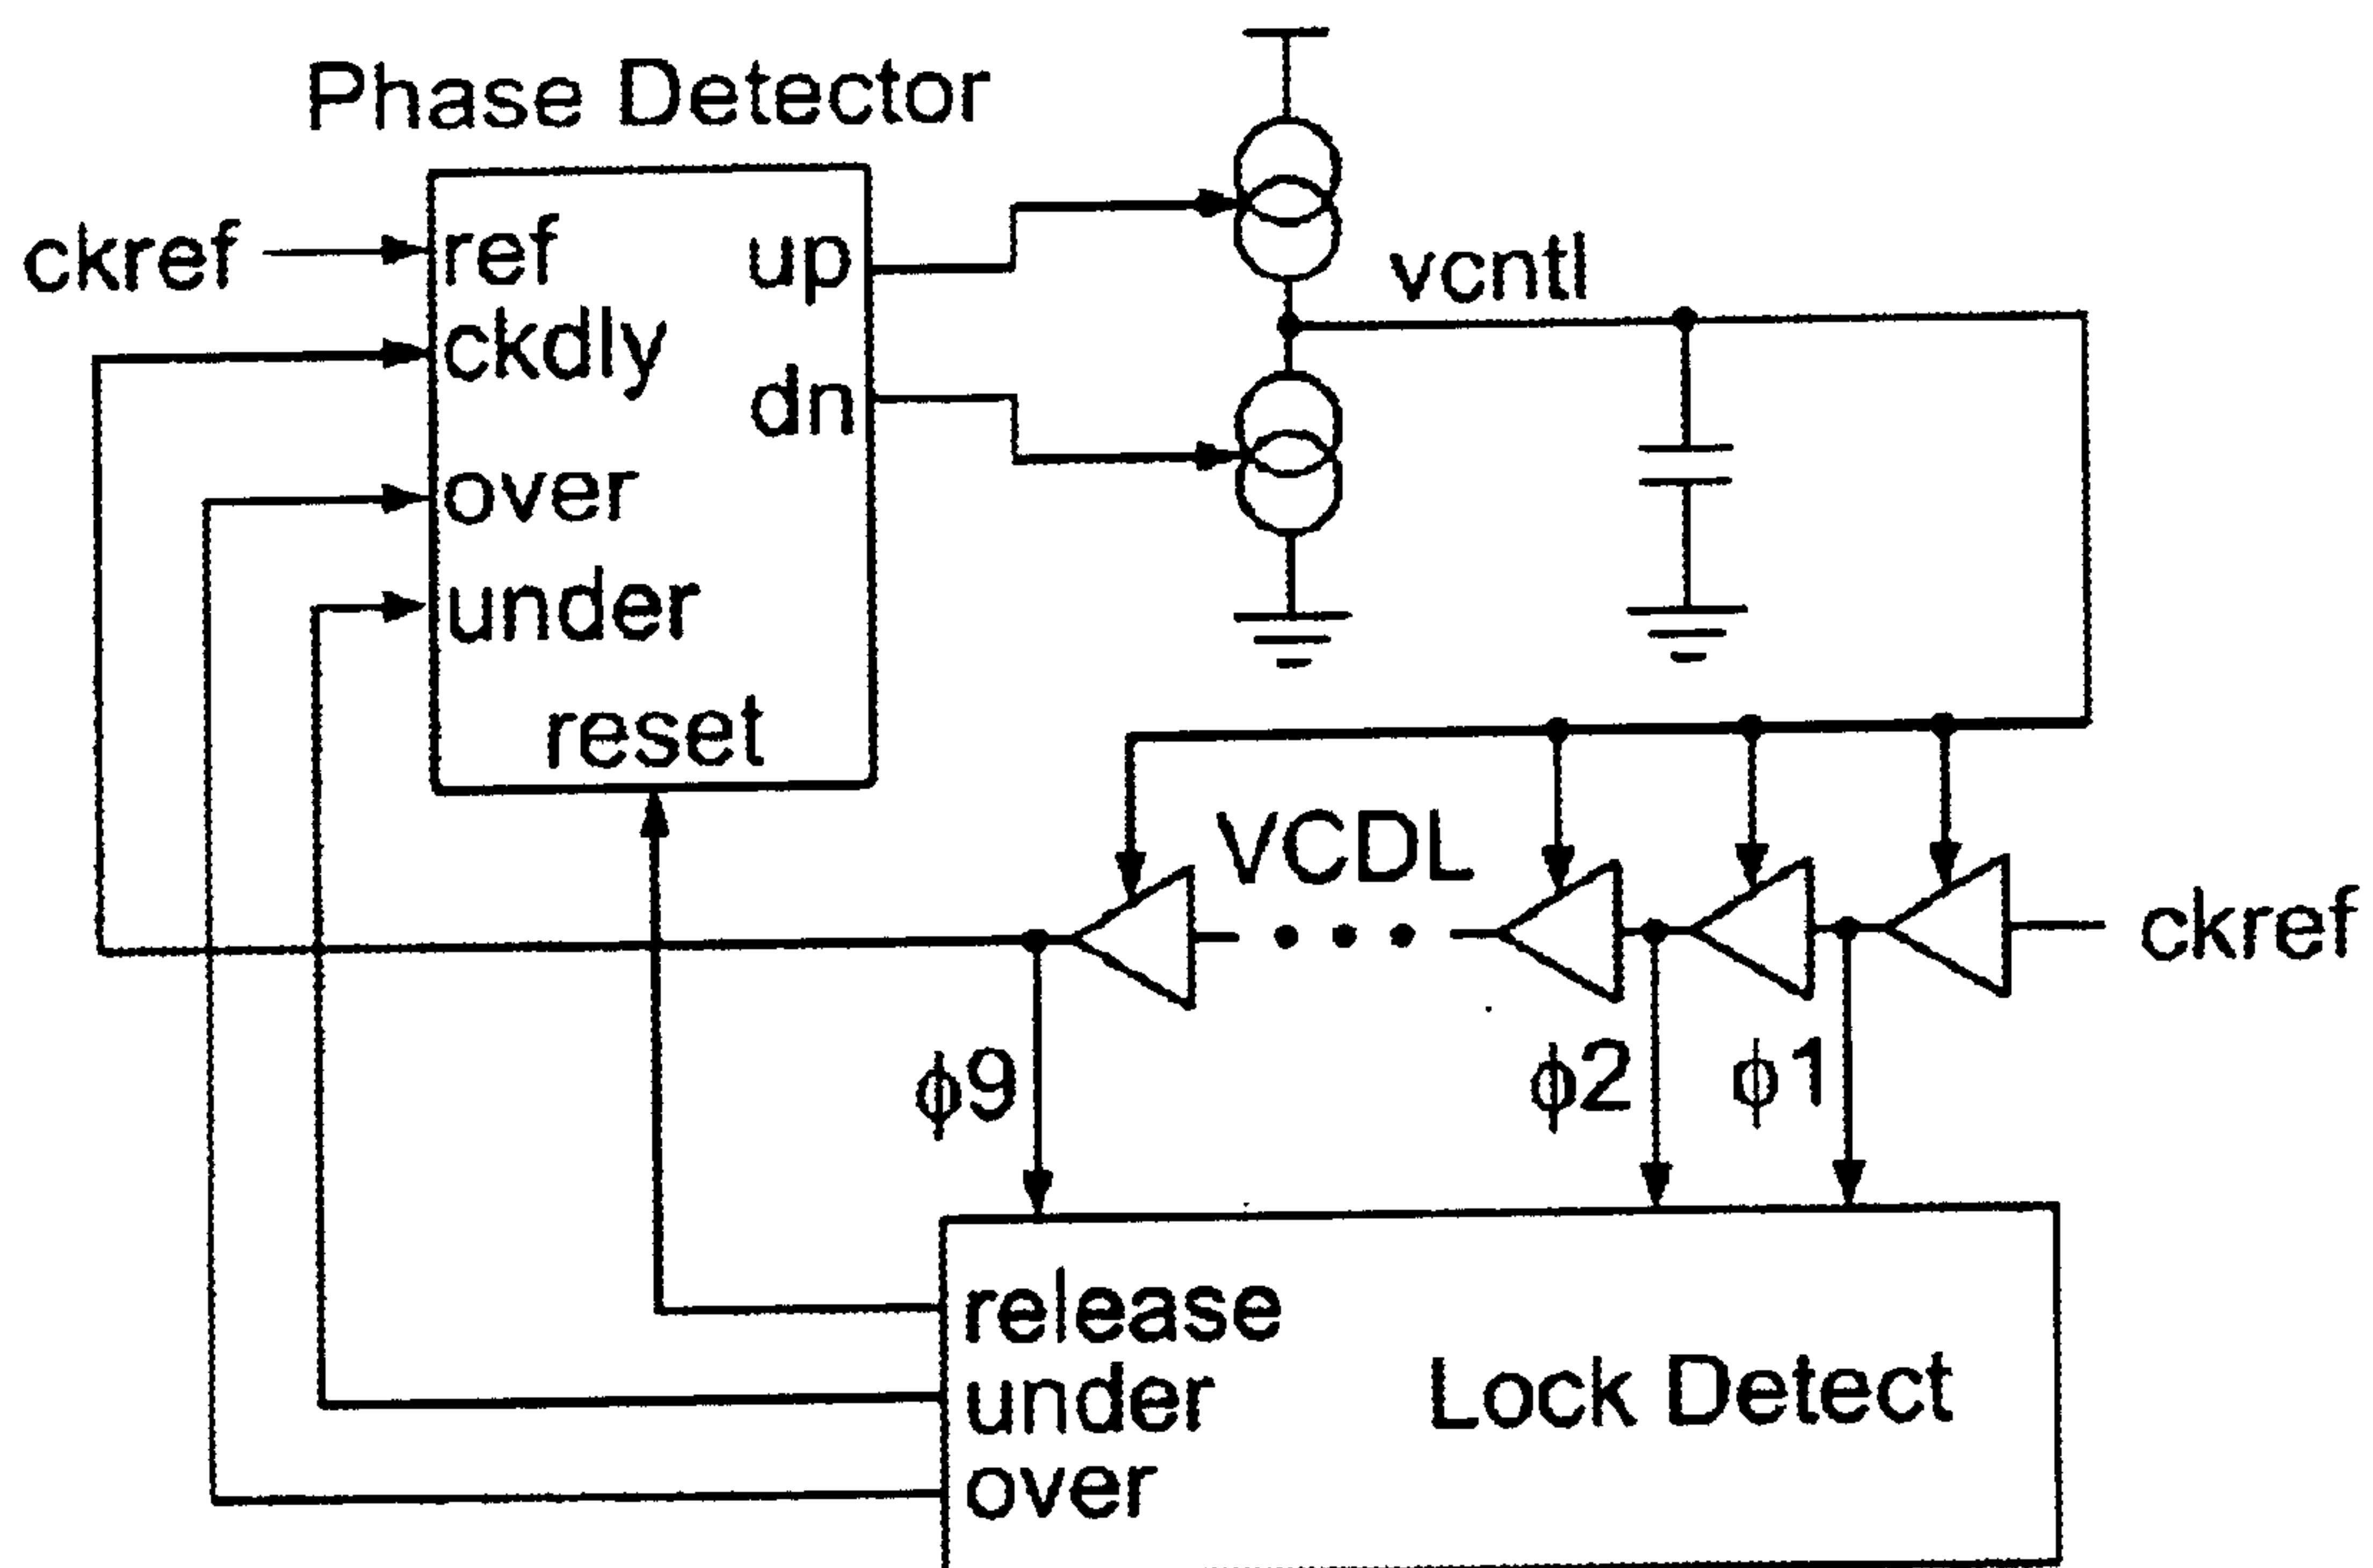 Phase Detector
ckref
ref
up
vcntl
ckdly
dn
over
under
reset
VCDL
ckref
ϕ9
ϕ2
ϕ1
release
under
Lock Detect
over